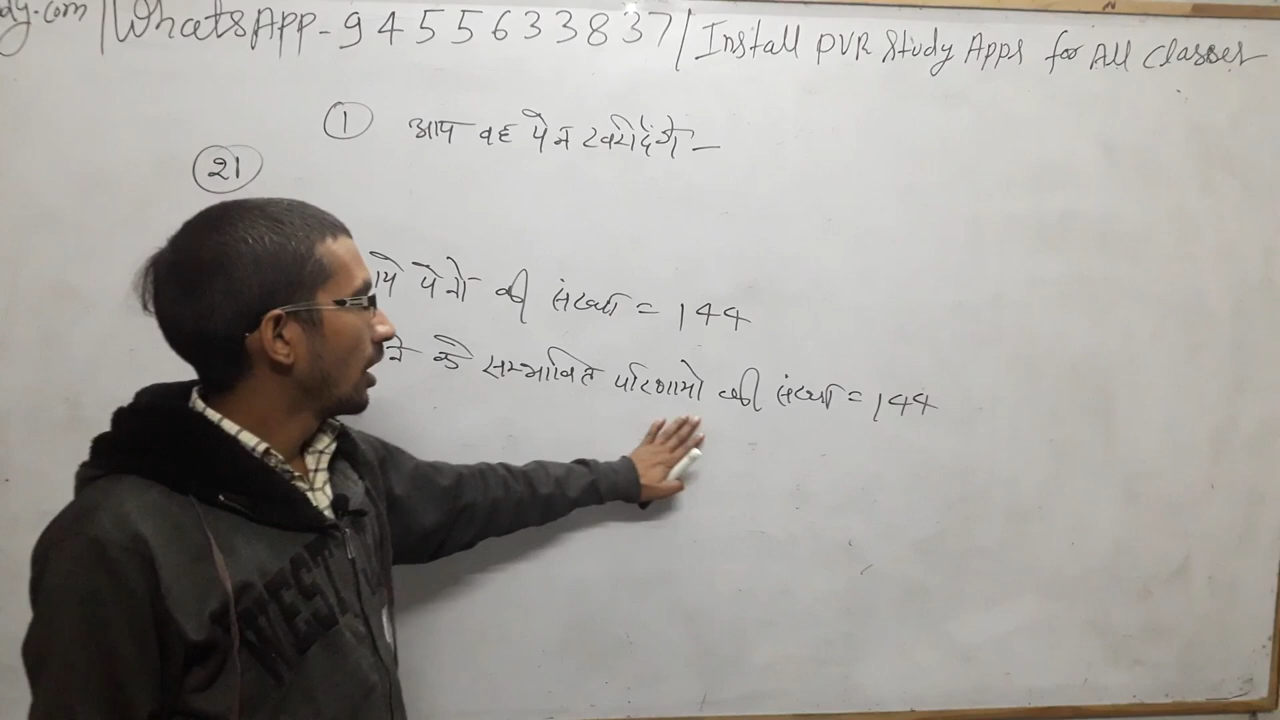 dy.com | WhatsApp - 9455633837 / Install PVR Study Apps for All Classes
① आप वह पेन खरीदेंगे -
㉑
ये पेनो की संख्या = 144
ने के सम्भावित परिणामो की संख्या = 144
WEST